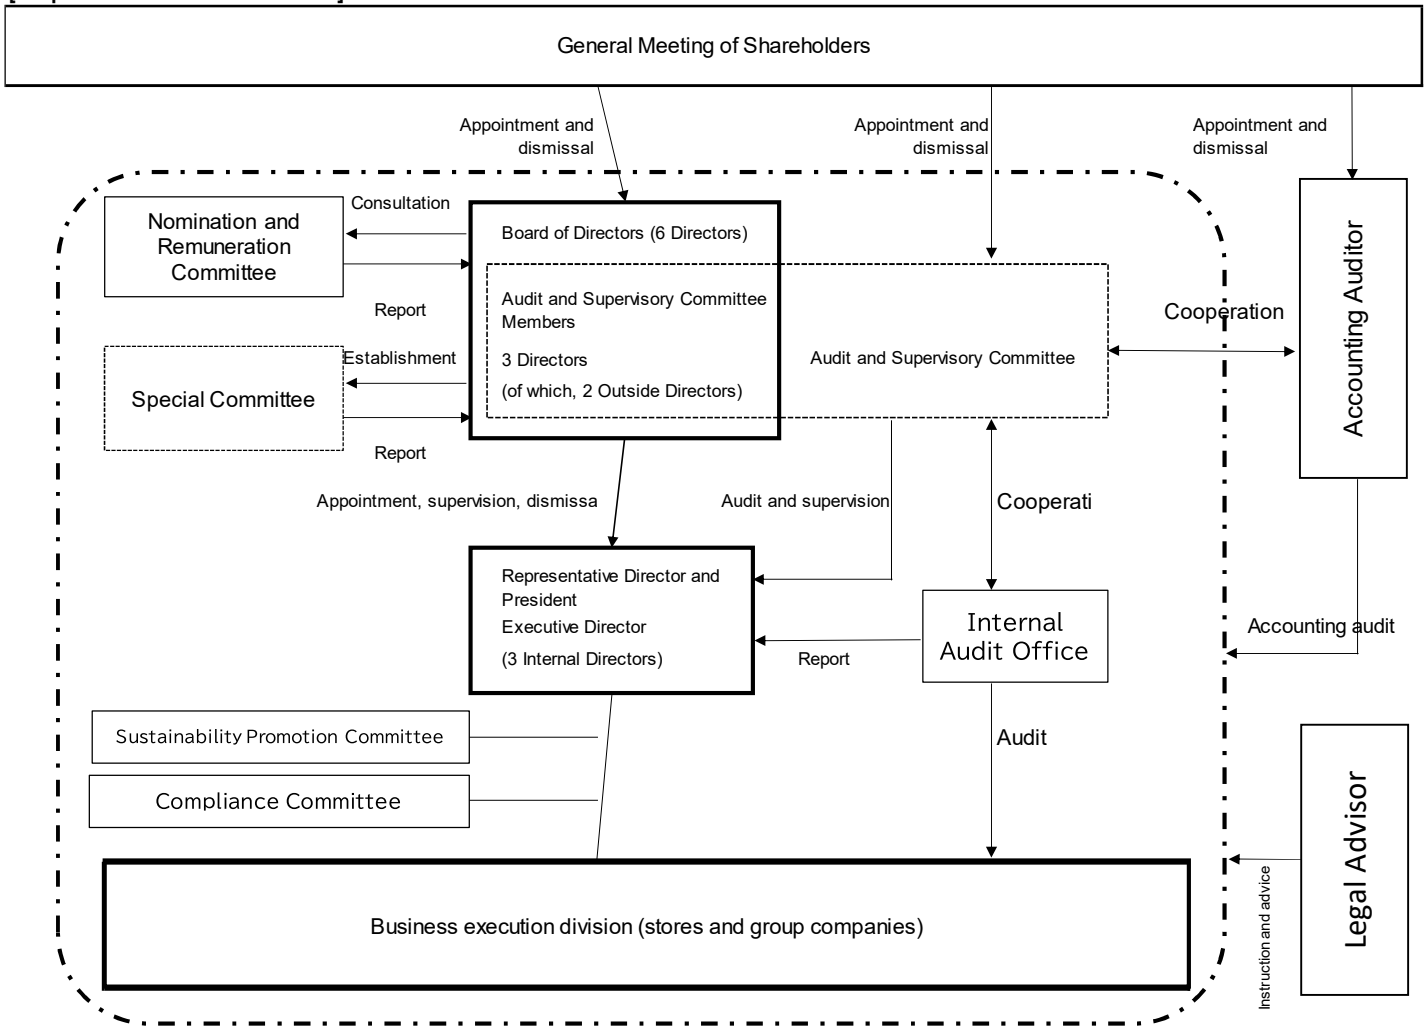 General Meeting of Shareholders
Appointment and
dismissal
Appointment and
dismissal
Appointment and
dismissal
Nomination and
Remuneration
Committee
Consultation
Report
Board of Directors (6 Directors)
Audit and Supervisory Committee
Members
3 Directors
(of which, 2 Outside Directors)
Audit and Supervisory Committee
Cooperation
Accounting Auditor
Establishment
Special Committee
Report
Appointment, supervision, dismissa
Audit and supervision
Cooperati
Representative Director and
President
Executive Director
(3 Internal Directors)
Report
Internal
Audit Office
Accounting audit
Sustainability Promotion Committee
Compliance Committee
Audit
Legal Advisor
Instruction and advice
Business execution division (stores and group companies)